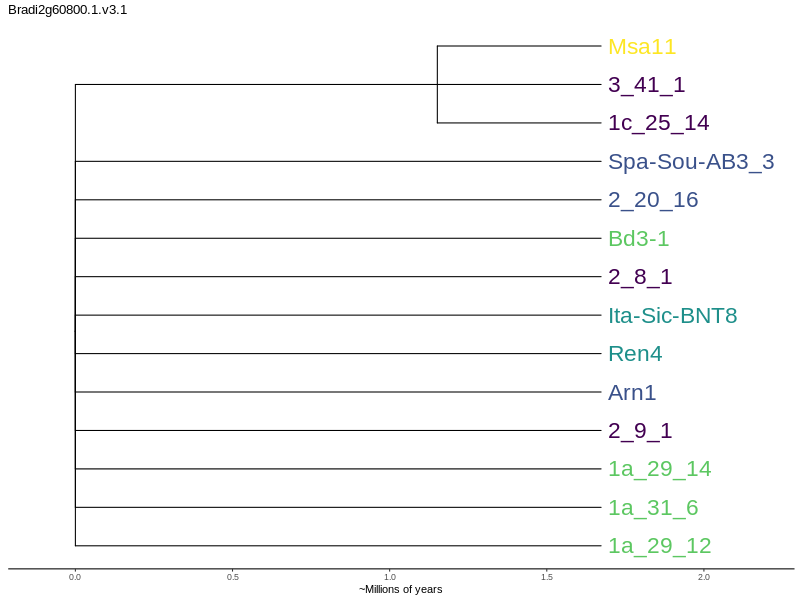 Bradi2g60800.1.v3.1
Msa11
3_41_1
1c_25_14
Spa-Sou-AB3_3
2_20_16
Bd3-1
2_8_1
Ita-Sic-BNT8
Ren4
Arn1
2_9_1
1a_29_14
1a_31_6
1a_29_12
0.0 0.5 1.0 1.5 2.0
~Millions of years